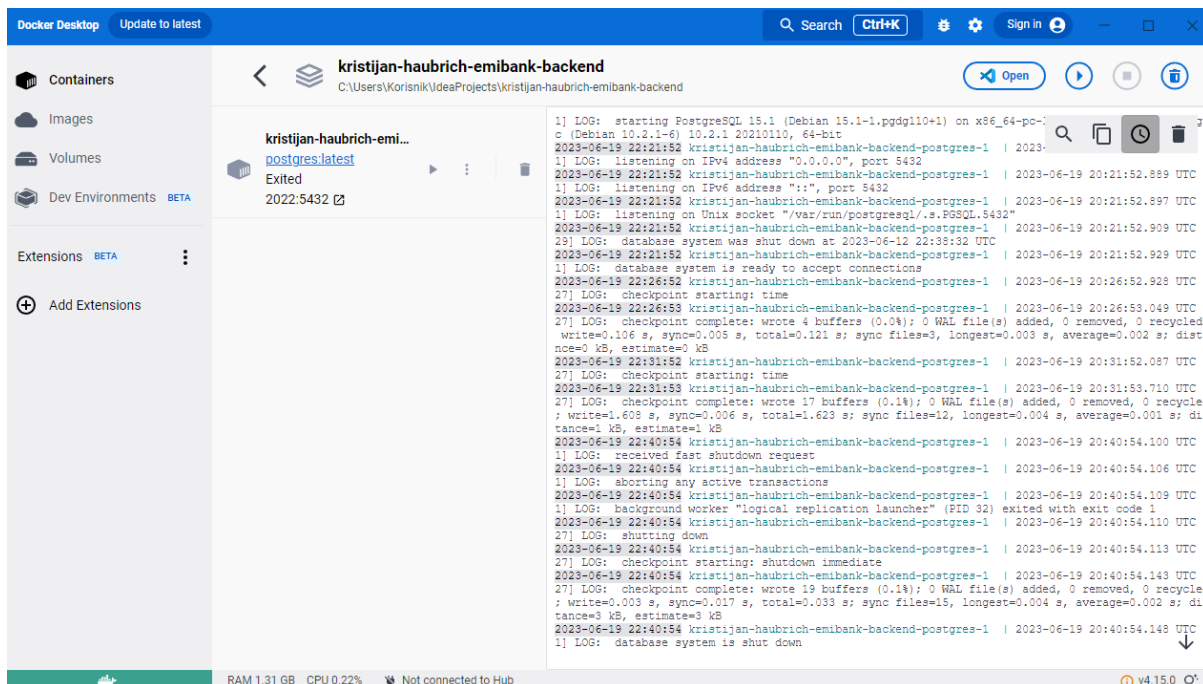 Docker Desktop Update to latest Search Ctrl+K Sign in
Containers
Images
Volumes
Dev Environments BETA
Extensions BETA
Add Extensions
kristijan-haubrich-emibank-backend
C:\Users\Korisnik\IdeaProjects\kristijan-haubrich-emibank-backend
Open
kristijan-haubrich-emi...
postgres:latest
Exited
2022:5432
1] LOG: starting PostgreSQL 15.1 (Debian 15.1-1.pgdg110+1) on x86_64-pc-
c (Debian 10.2.1-6) 10.2.1 20210110, 64-bit
2023-06-19 22:21:52 kristijan-haubrich-emibank-backend-postgres-1 | 2023-
1] LOG: listening on IPv4 address "0.0.0.0", port 5432
2023-06-19 22:21:52 kristijan-haubrich-emibank-backend-postgres-1 | 2023-06-19 20:21:52.889 UTC
1] LOG: listening on IPv6 address "::", port 5432
2023-06-19 22:21:52 kristijan-haubrich-emibank-backend-postgres-1 | 2023-06-19 20:21:52.897 UTC
1] LOG: listening on Unix socket "/var/run/postgresql/.s.PGSQL.5432"
2023-06-19 22:21:52 kristijan-haubrich-emibank-backend-postgres-1 | 2023-06-19 20:21:52.909 UTC
29] LOG: database system was shut down at 2023-06-12 22:38:32 UTC
2023-06-19 22:21:52 kristijan-haubrich-emibank-backend-postgres-1 | 2023-06-19 20:21:52.929 UTC
1] LOG: database system is ready to accept connections
2023-06-19 22:26:52 kristijan-haubrich-emibank-backend-postgres-1 | 2023-06-19 20:26:52.928 UTC
27] LOG: checkpoint starting: time
2023-06-19 22:26:53 kristijan-haubrich-emibank-backend-postgres-1 | 2023-06-19 20:26:53.049 UTC
27] LOG: checkpoint complete: wrote 4 buffers (0.0%); 0 WAL file(s) added, 0 removed, 0 recycled
write=0.106 s, sync=0.005 s, total=0.121 s; sync files=3, longest=0.003 s, average=0.002 s; dist
nce=0 kB, estimate=0 kB
2023-06-19 22:31:52 kristijan-haubrich-emibank-backend-postgres-1 | 2023-06-19 20:31:52.087 UTC
27] LOG: checkpoint starting: time
2023-06-19 22:31:53 kristijan-haubrich-emibank-backend-postgres-1 | 2023-06-19 20:31:53.710 UTC
27] LOG: checkpoint complete: wrote 17 buffers (0.1%); 0 WAL file(s) added, 0 removed, 0 recycle
; write=1.608 s, sync=0.006 s, total=1.623 s; sync files=12, longest=0.004 s, average=0.001 s; di
tance=1 kB, estimate=1 kB
2023-06-19 22:40:54 kristijan-haubrich-emibank-backend-postgres-1 | 2023-06-19 20:40:54.100 UTC
1] LOG: received fast shutdown request
2023-06-19 22:40:54 kristijan-haubrich-emibank-backend-postgres-1 | 2023-06-19 20:40:54.106 UTC
1] LOG: aborting any active transactions
2023-06-19 22:40:54 kristijan-haubrich-emibank-backend-postgres-1 | 2023-06-19 20:40:54.109 UTC
1] LOG: background worker "logical replication launcher" (PID 32) exited with exit code 1
2023-06-19 22:40:54 kristijan-haubrich-emibank-backend-postgres-1 | 2023-06-19 20:40:54.110 UTC
27] LOG: shutting down
2023-06-19 22:40:54 kristijan-haubrich-emibank-backend-postgres-1 | 2023-06-19 20:40:54.113 UTC
27] LOG: checkpoint starting: shutdown immediate
2023-06-19 22:40:54 kristijan-haubrich-emibank-backend-postgres-1 | 2023-06-19 20:40:54.143 UTC
27] LOG: checkpoint complete: wrote 19 buffers (0.1%); 0 WAL file(s) added, 0 removed, 0 recycle
; write=0.003 s, sync=0.017 s, total=0.033 s; sync files=15, longest=0.004 s, average=0.002 s; di
tance=3 kB, estimate=3 kB
2023-06-19 22:40:54 kristijan-haubrich-emibank-backend-postgres-1 | 2023-06-19 20:40:54.148 UTC
1] LOG: database system is shut down
RAM 1.31 GB CPU 0.22% Not connected to Hub v4.15.0